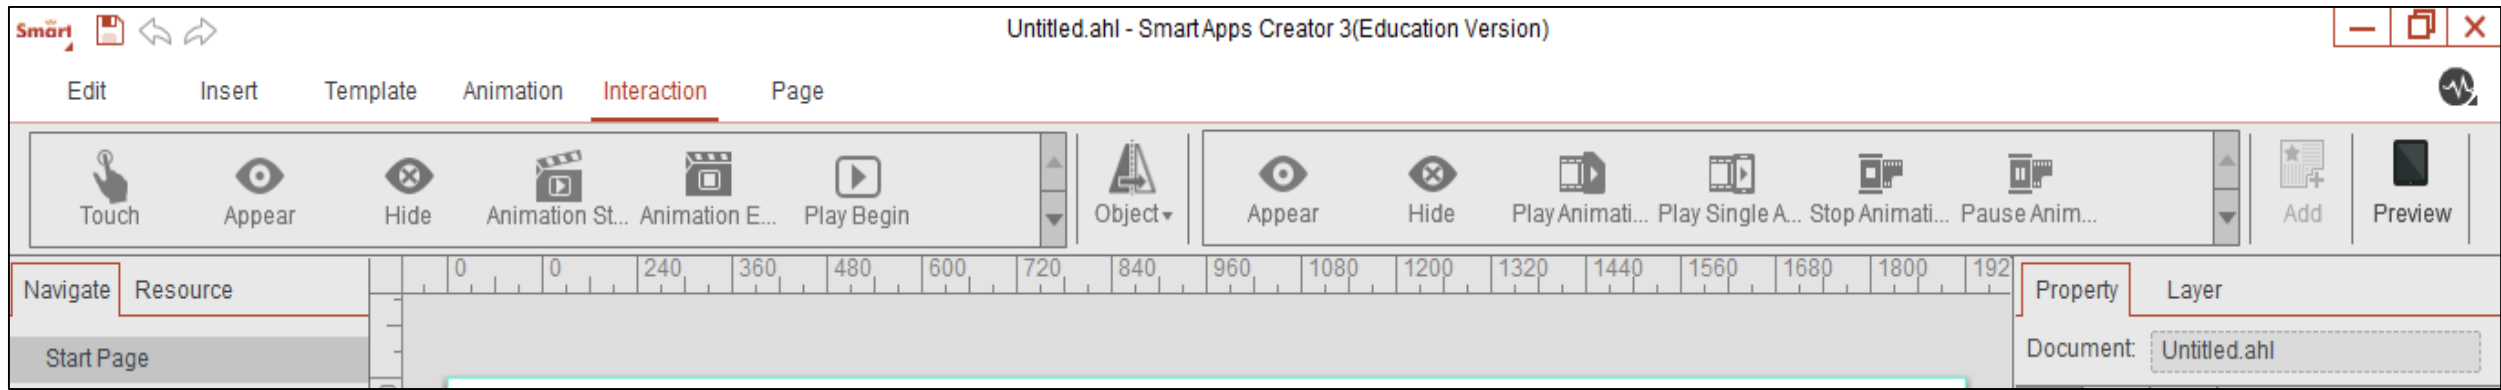 Smart Untitled.ahl - SmartApps Creator 3(Education Version)
Edit Insert Template Animation Interaction Page
Touch Appear Hide Animation St... Animation E... Play Begin Object Appear Hide Play Animati... Play Single A... Stop Animati... Pause Anim... Add Preview
Navigate Resource 0 0 240 360 480 600 720 840 960 1080 1200 1320 1440 1560 1680 1800 192 Property Layer
Start Page Document: Untitled.ahl